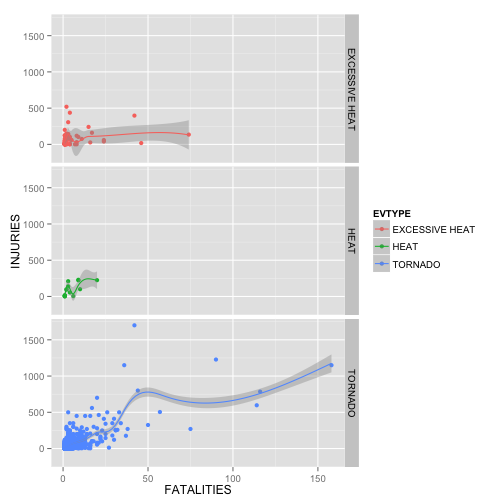 1500
1000
500
0
EXCESSIVE HEAT
1500
1000
500
0
HEAT
1500
1000
500
0
TORNADO
INJURIES
0
50
100
150
FATALITIES
EVTYPE
EXCESSIVE HEAT
HEAT
TORNADO